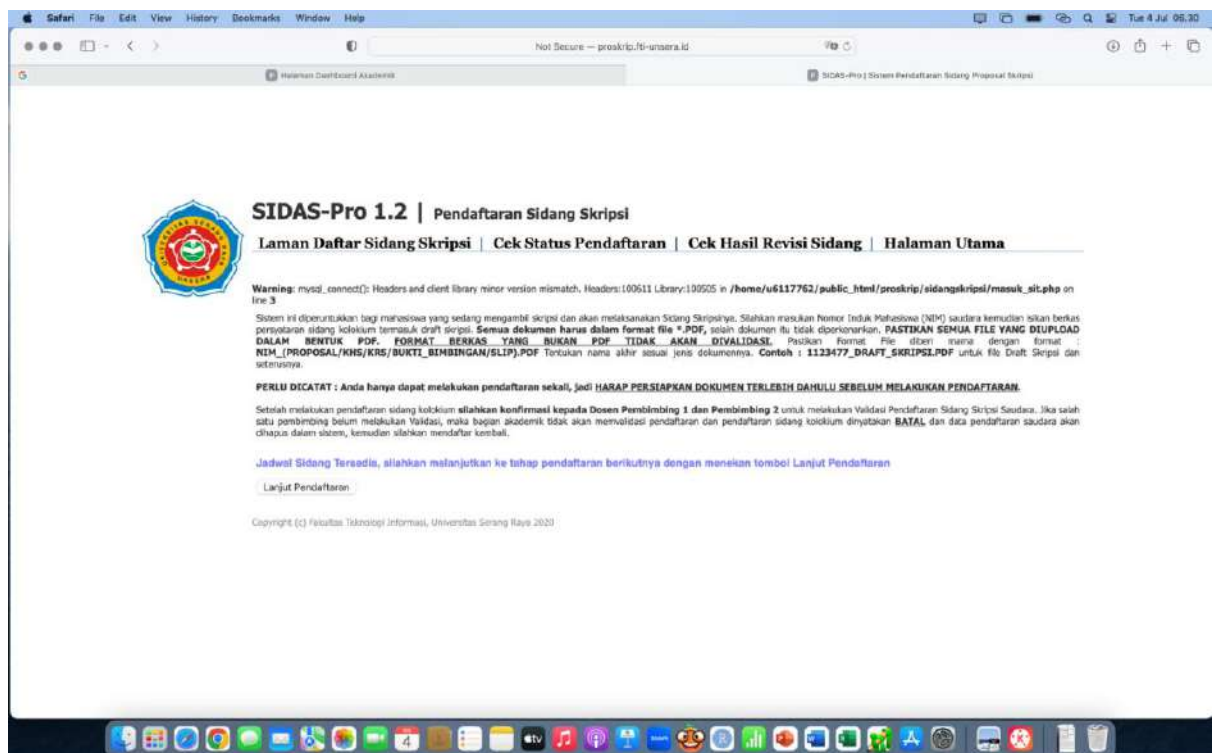 Safari File Edit View History Bookmarks Window Help Tue 4 Jul 06.30
Not Secure — proskrip.fti-unsera.id
Halaman Dashboard Akademik SIDAS-Pro | Sistem Pendaftaran Sidang Proposal Skripsi
SIDAS-Pro 1.2 | Pendaftaran Sidang Skripsi
Laman Daftar Sidang Skripsi | Cek Status Pendaftaran | Cek Hasil Revisi Sidang | Halaman Utama
Warning: mysql_connect(): Headers and client library minor version mismatch. Headers:100611 Library:100505 in /home/u6117762/public_html/proskrip/sidangskripsi/masuk_sit.php on
line 3
Sistem ini diperuntukkan bagi mahasiswa yang sedang mengambil skripsi dan akan melaksanakan Sidang Skripsinya. Silahkan masukan Nomor Induk Mahasiswa (NIM) saudara kemudian isikan berkas
persyataran sidang kolokium termasuk draft skripsi. Semua dokumen harus dalam format file *.PDF, selain dokumen itu tidak diperkenankan. PASTIKAN SEMUA FILE YANG DIUPLOAD
DALAM BENTUK PDF. FORMAT BERKAS YANG BUKAN PDF TIDAK AKAN DIVALIDASI. Pastikan Format File diberi nama dengan format :
NIM_(PROPOSAL/KHS/KRS/BUKTI_BIMBINGAN/SLIP).PDF Tentukan nama akhir sesuai jenis dokumennya. Contoh : 1123477_DRAFT_SKRIPSI.PDF untuk file Draft Skripsi dan
seterusnya.
PERLU DICATAT : Anda hanya dapat melakukan pendaftaran sekali, jadi HARAP PERSIAPKAN DOKUMEN TERLEBIH DAHULU SEBELUM MELAKUKAN PENDAFTARAN.
Setelah melakukan pendaftaran sidang kolokium silahkan konfirmasi kepada Dosen Pembimbing 1 dan Pembimbing 2 untuk melakukan Validasi Pendaftaran Sidang Skripsi Saudara. Jika salah
satu pembimbing belum melakukan Validasi, maka bagian akademik tidak akan memvalidasi pendaftaran dan pendaftaran sidang kolokium dinyatakan BATAL dan data pendaftaran saudara akan
dihapus dalam sistem, kemudian silahkan mendaftar kembali.
Jadwal Sidang Tersedia, silahkan melanjutkan ke tahap pendaftaran berikutnya dengan menekan tombol Lanjut Pendaftaran
Lanjut Pendaftaran
Copyright (c) Fakultas Teknologi Informasi, Universitas Serang Raya 2020